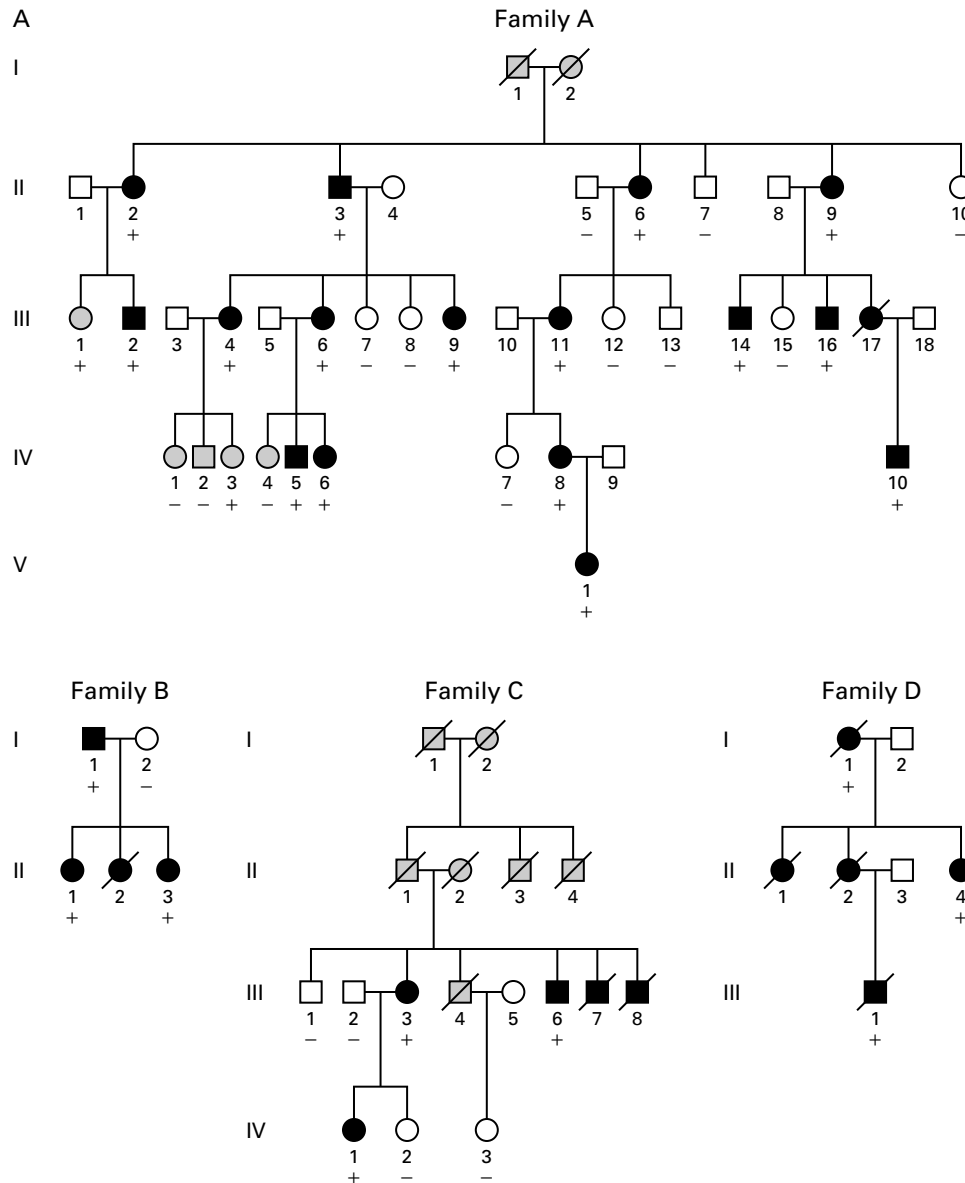 A Family A
I
1 2
II
1 2 3 4 5 6 7 8 9 10
+ + − + − + −
III
1 2 3 4 5 6 7 8 9 10 11 12 13 14 15 16 17 18
+ + + + − − + + − − + − +
IV
1 2 3 4 5 6 7 8 9 10
− − + − + + − + +
V
1
+
Family B Family C Family D
I I I
1 2 1 2 1 2
+ − +
II II II
1 2 3 1 2 3 4 1 2 3 4
+ + +
III III
1 2 3 4 5 6 7 8 1
− − + + +
IV
1 2 3
+ − −